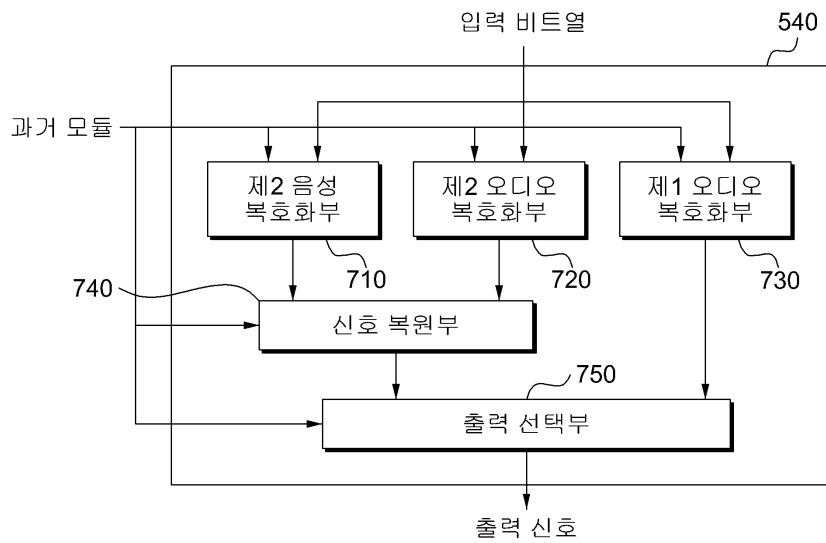 입력 비트열
540
과거 모듈
제2 음성
복호화부
제2 오디오
복호화부
제1 오디오
복호화부
710
720
730
740
신호 복원부
750
출력 선택부
출력 신호